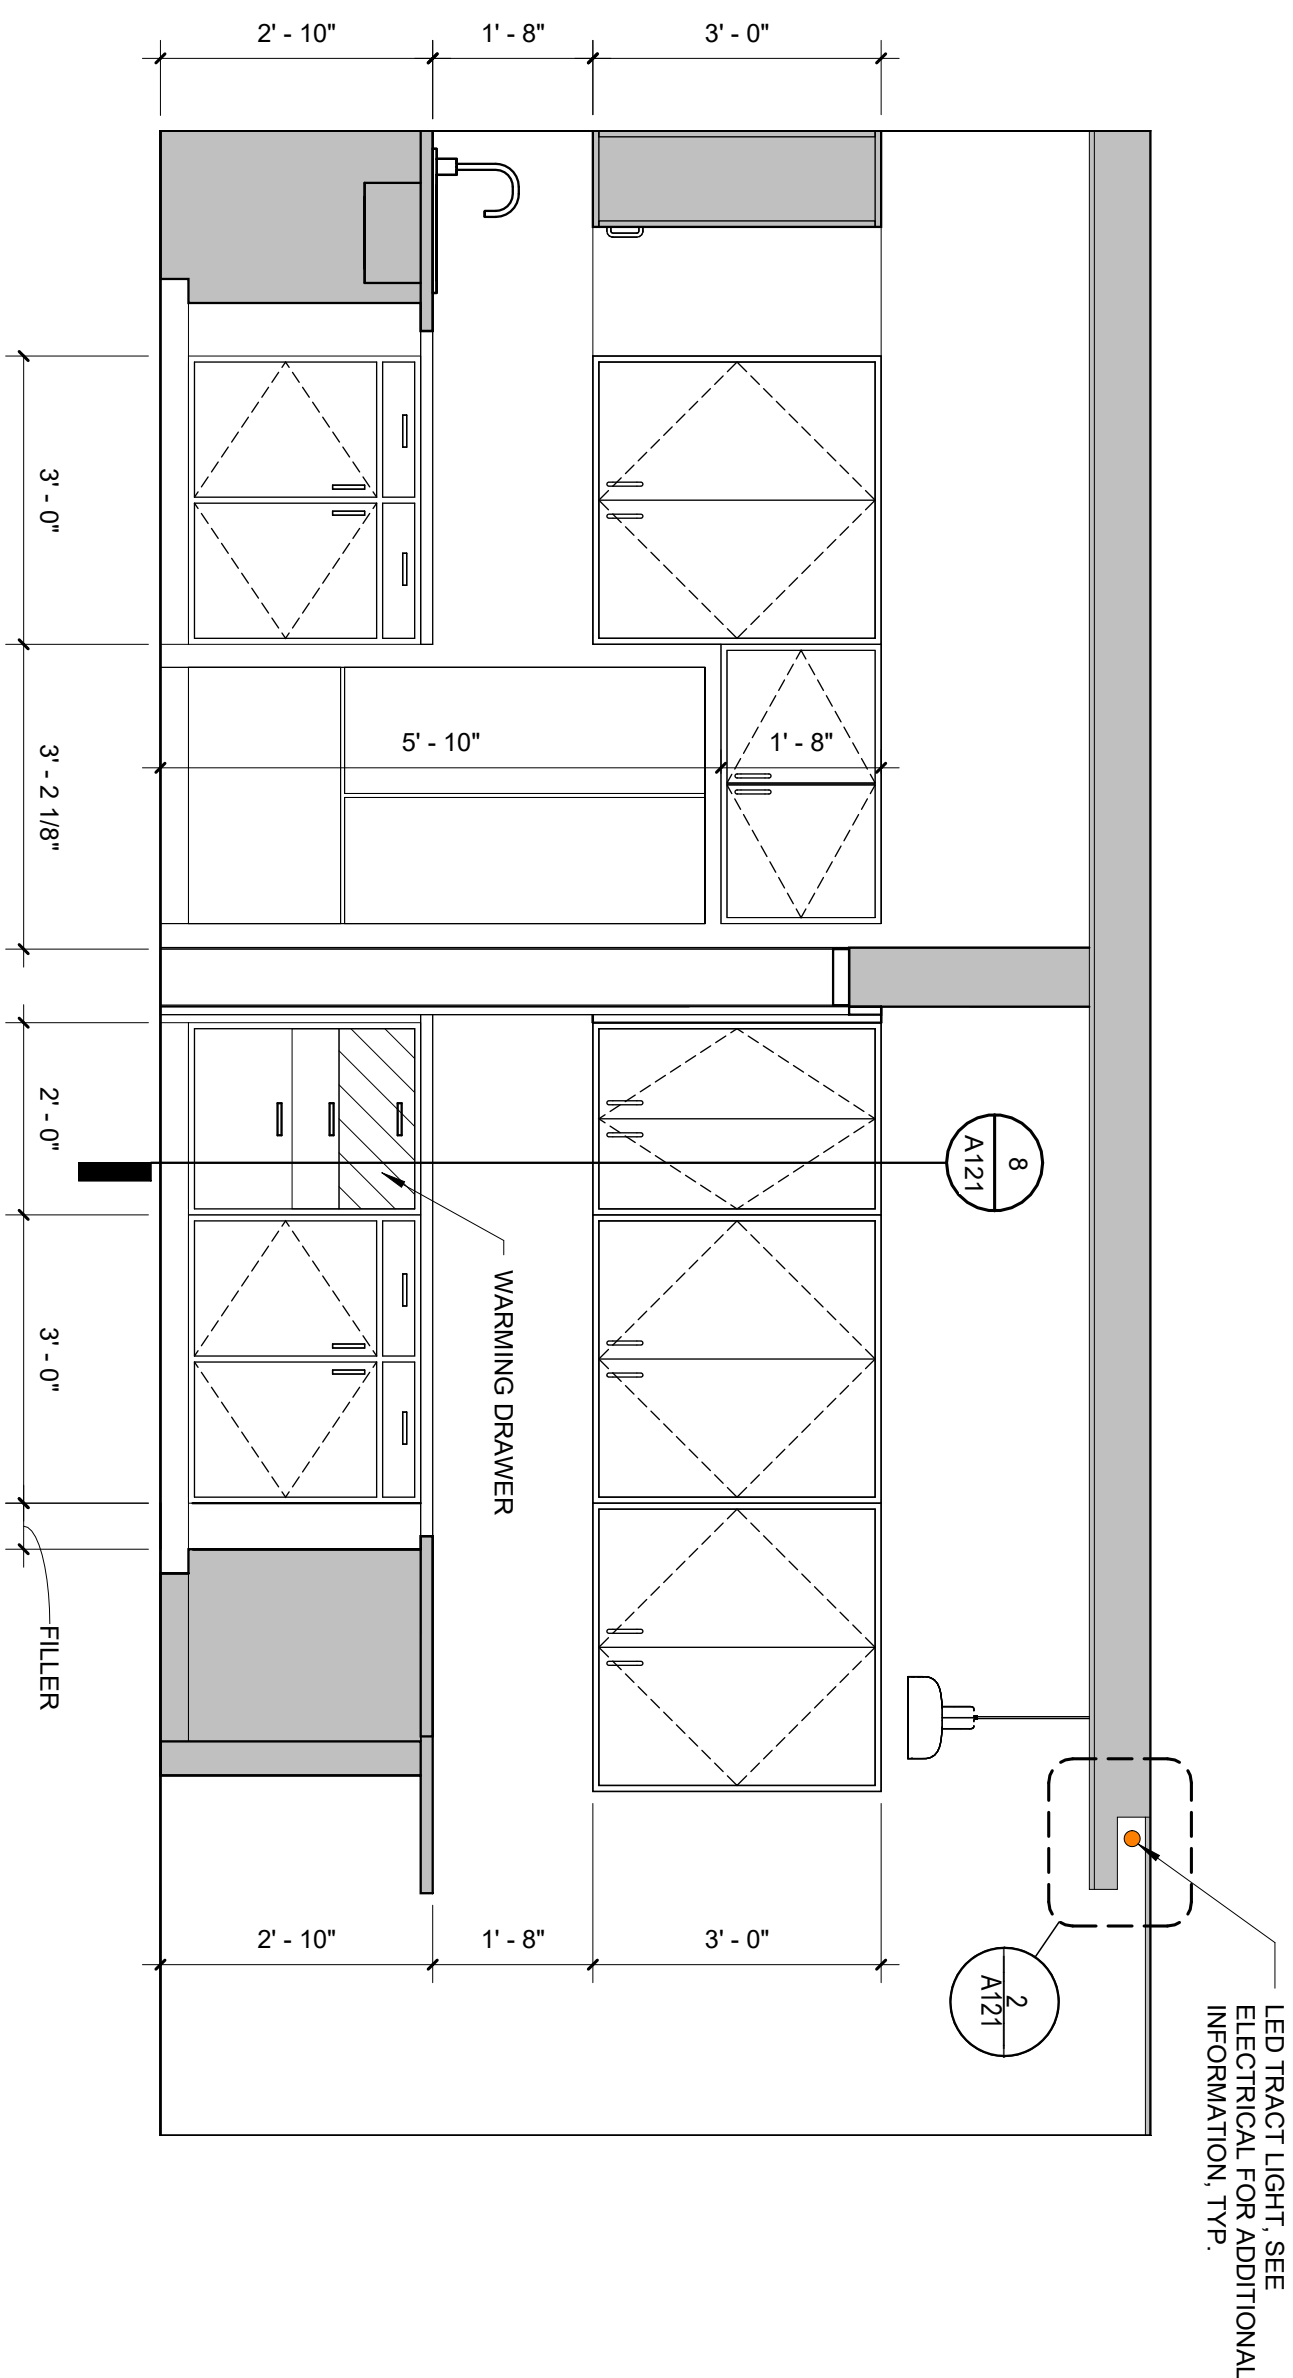 2' - 10"
1' - 8"
3' - 0"
3' - 0"
5' - 10"
1' - 8"
3' - 2 1/8"
2' - 0"
8
A121
WARMING DRAWER
3' - 0"
FILLER
2' - 10"
1' - 8"
3' - 0"
2
A121
LED TRACT LIGHT, SEE
ELECTRICAL FOR ADDITIONAL
INFORMATION, TYP.